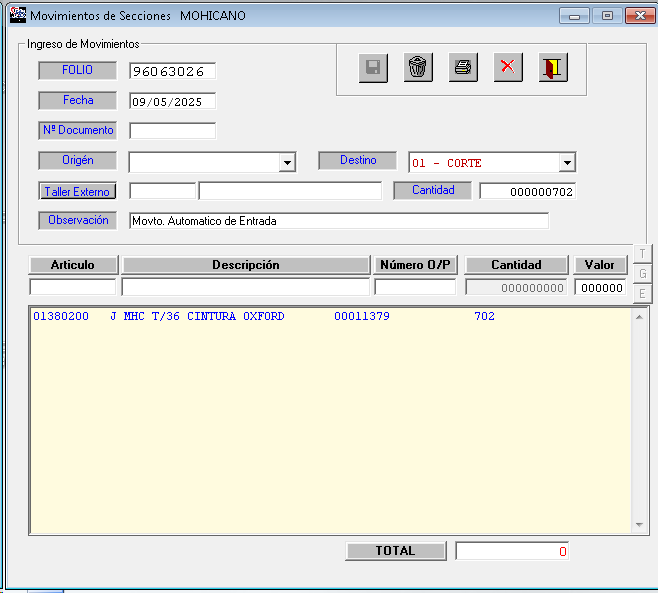 Movimientos de Secciones MOHICANO
Ingreso de Movimientos
FOLIO 96063026
Fecha 09/05/2025
Nº Documento
Origén Destino 01 - CORTE
Taller Externo Cantidad 000000702
Observación Movto. Automatico de Entrada
T
G
E
Articulo Descripción Número O/P Cantidad Valor
000000000 000000
01380200 J MHC T/36 CINTURA OXFORD 00011379 702
TOTAL 0